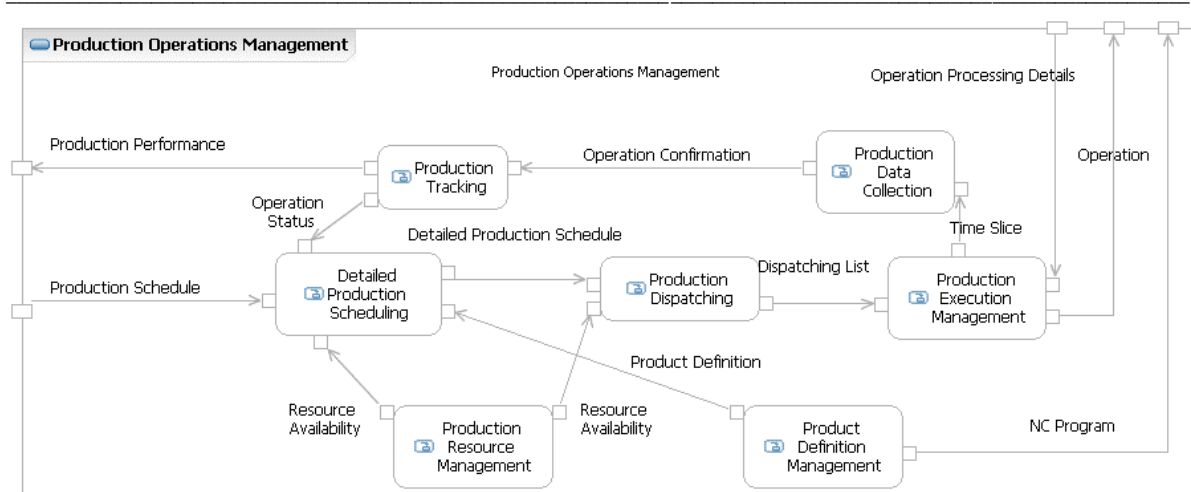 Production Operations Management
Production Operations Management
Operation Processing Details
Production Performance
Production
Tracking
Operation Confirmation
Production
Data
Collection
Operation
Operation
Status
Detailed Production Schedule
Time Slice
Production Schedule
Detailed
Production
Scheduling
Production
Dispatching
Dispatching List
Production
Execution
Management
Product Definition
Resource
Availability
Production
Resource
Management
Resource
Availability
Product
Definition
Management
NC Program